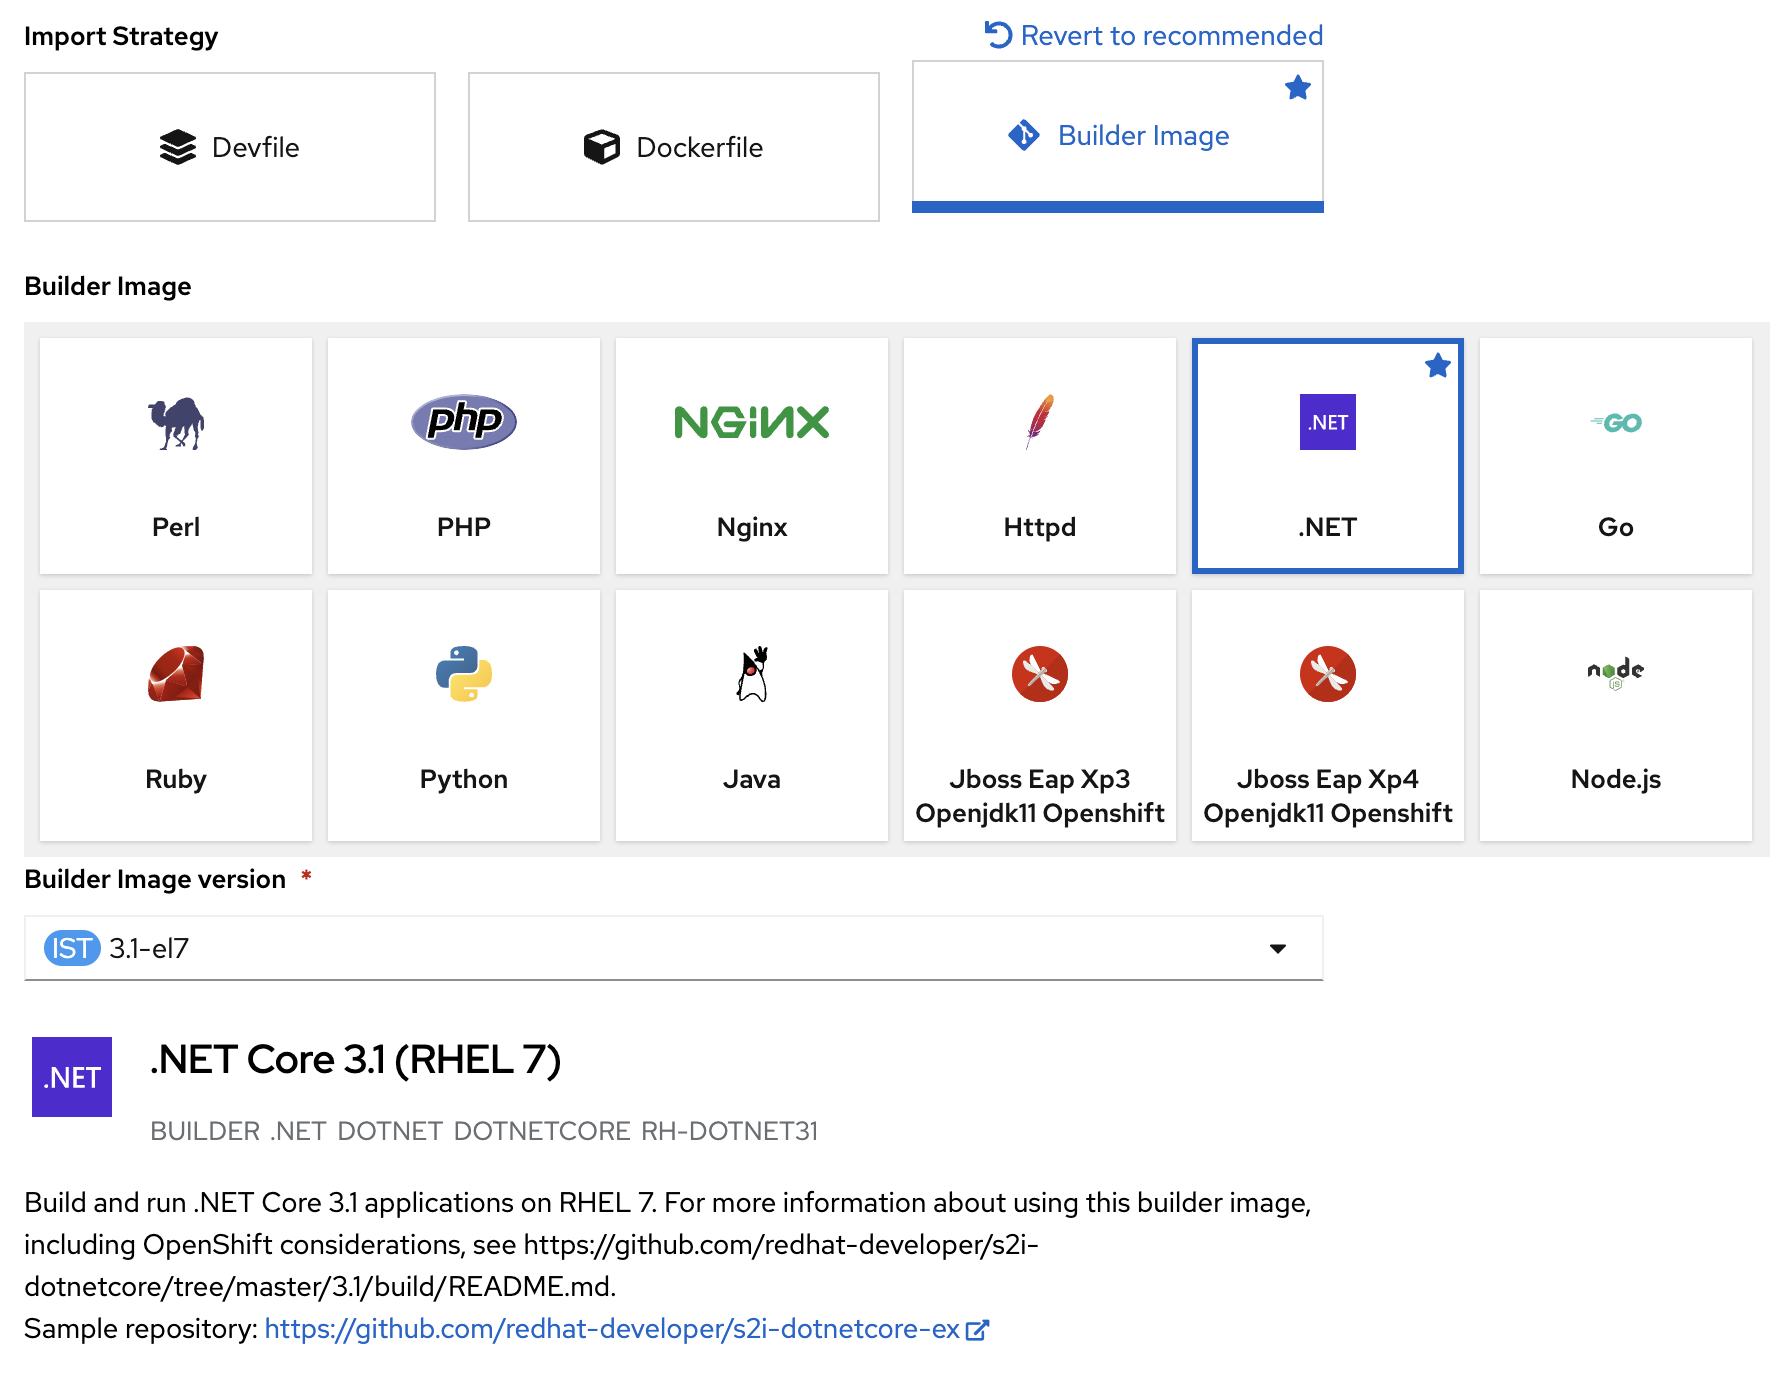 Import Strategy
Revert to recommended
Devfile
Dockerfile
Builder Image
Builder Image
php
NGINX
.NET
GO
Perl
PHP
Nginx
Httpd
.NET
Go
node
JS
Ruby
Python
Java
Jboss Eap Xp3
Openjdk11 Openshift
Jboss Eap Xp4
Openjdk11 Openshift
Node.js
Builder Image version *
IST 3.1-el7
.NET
.NET Core 3.1 (RHEL 7)
BUILDER .NET DOTNET DOTNETCORE RH-DOTNET31
Build and run .NET Core 3.1 applications on RHEL 7. For more information about using this builder image,
including OpenShift considerations, see https://github.com/redhat-developer/s2i-
dotnetcore/tree/master/3.1/build/README.md.
Sample repository: https://github.com/redhat-developer/s2i-dotnetcore-ex